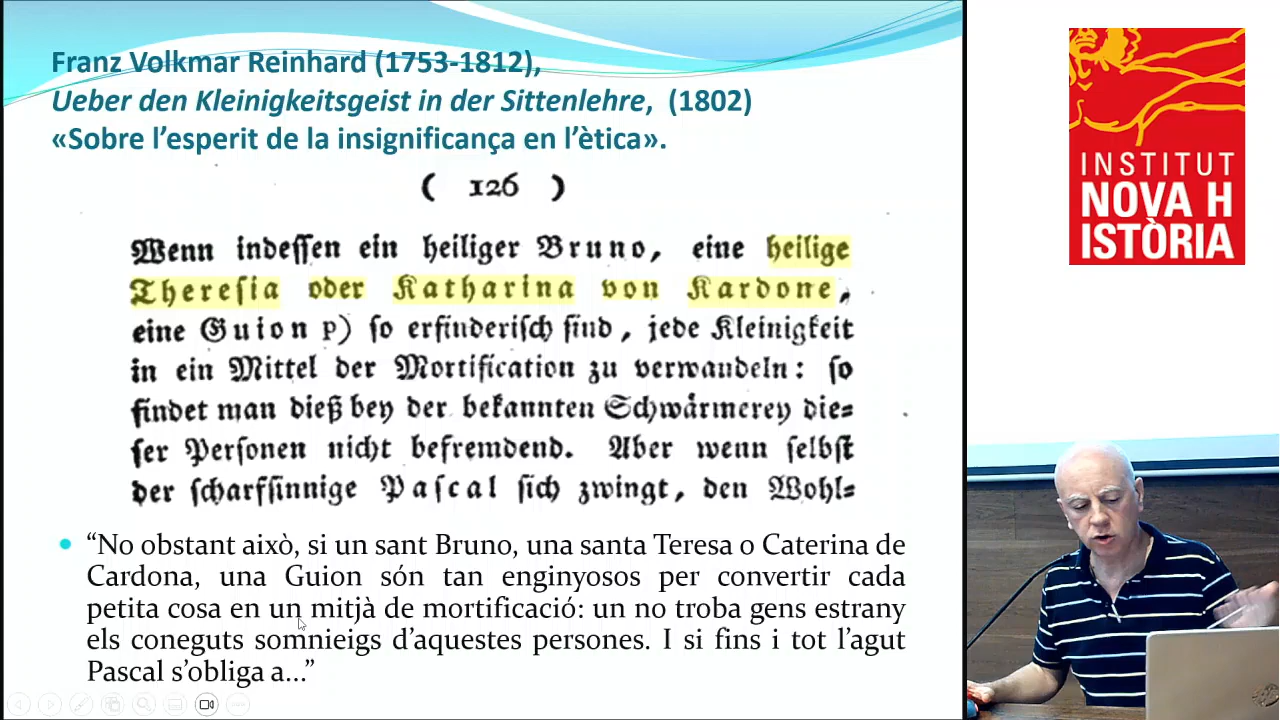 Franz Volkmar Reinhard (1753-1812),
Ueber den Kleinigkeitsgeist in der Sittenlehre, (1802)
«Sobre l’esperit de la insignificança en l’ètica».
( 126 )
Wenn indeſſen ein heiliger Bruno, eine heilige
Thereſia oder Katharina von Kardone,
eine Guion p) ſo erfinderiſch ſind, jede Kleinigkeit
in ein Mittel der Mortification zu verwandeln: ſo
findet man dieß bey der bekannten Schwärmerey die=
ſer Perſonen nicht befremdend. Aber wenn ſelbſt
der ſcharfſinnige Pascal ſich zwingt, den Wohl=
“No obstant això, si un sant Bruno, una santa Teresa o Caterina de
Cardona, una Guion són tan enginyosos per convertir cada
petita cosa en un mitjà de mortificació: un no troba gens estrany
els coneguts somnieigs d’aquestes persones. I si fins i tot l’agut
Pascal s’obliga a...”
INSTITUT
NOVA H
ISTÒRIA